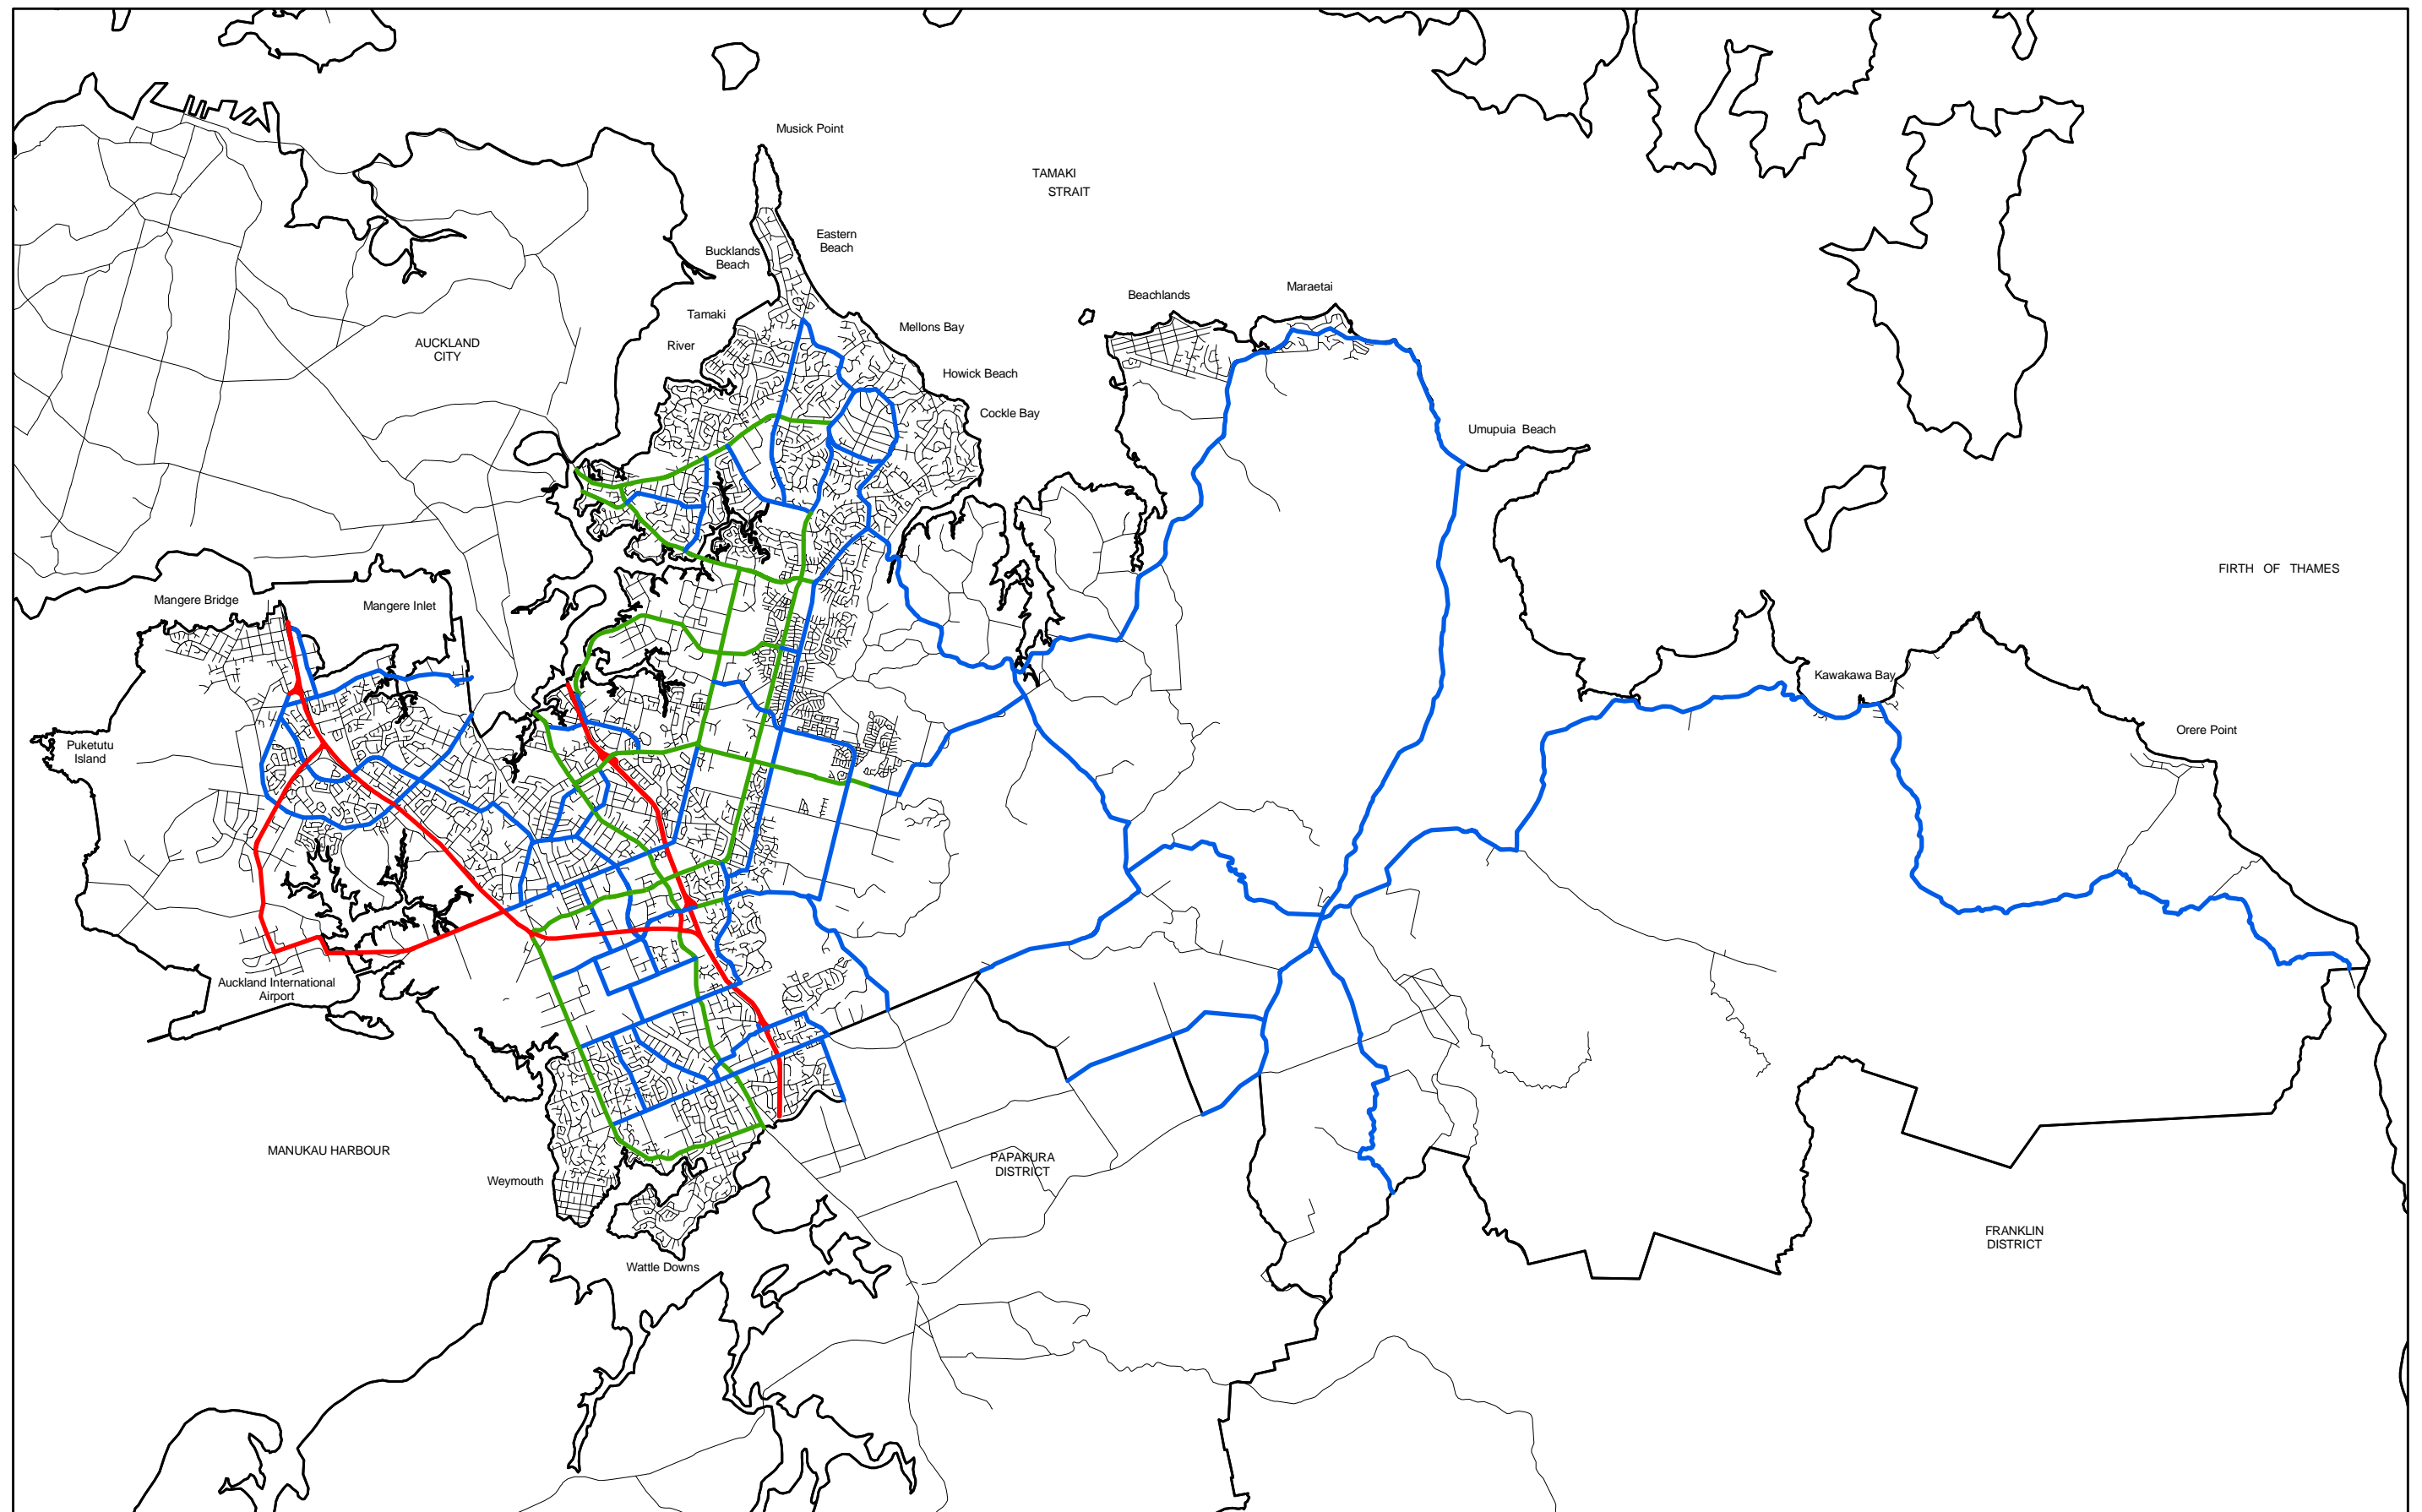 Musick Point
TAMAKI
STRAIT
Eastern
Beach
Bucklands
Beach
Maraetai
Beachlands
Tamaki
Mellons Bay
AUCKLAND
CITY
River
Howick Beach
Cockle Bay
Umupuia Beach
FIRTH OF THAMES
Mangere Bridge
Mangere Inlet
Kawakawa Bay
Orere Point
Puketutu
Island
Auckland International
Airport
MANUKAU HARBOUR
PAPAKURA
DISTRICT
Weymouth
FRANKLIN
DISTRICT
Wattle Downs